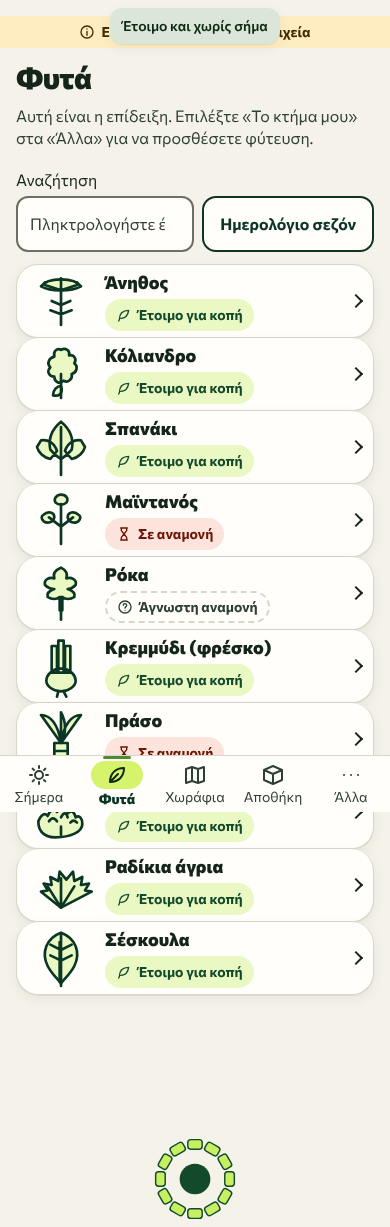 Έτοιμο και χωρίς σήμα
Φυτά
Αυτή είναι η επίδειξη. Επιλέξτε «Το κτήμα μου»
στα «Άλλα» για να προσθέσετε φύτευση.
Αναζήτηση
Πληκτρολογήστε έ
Ημερολόγιο σεζόν
Άνηθος
Έτοιμο για κοπή
Κόλιανδρο
Έτοιμο για κοπή
Σπανάκι
Έτοιμο για κοπή
Μαϊντανός
Σε αναμονή
Ρόκα
Άγνωστη αναμονή
Κρεμμύδι (φρέσκο)
Έτοιμο για κοπή
Πράσο
Σε αναμονή
Σήμερα
Φυτά
Χωράφια
Αποθήκη
Άλλα
Έτοιμο για κοπή
Ραδίκια άγρια
Έτοιμο για κοπή
Σέσκουλα
Έτοιμο για κοπή